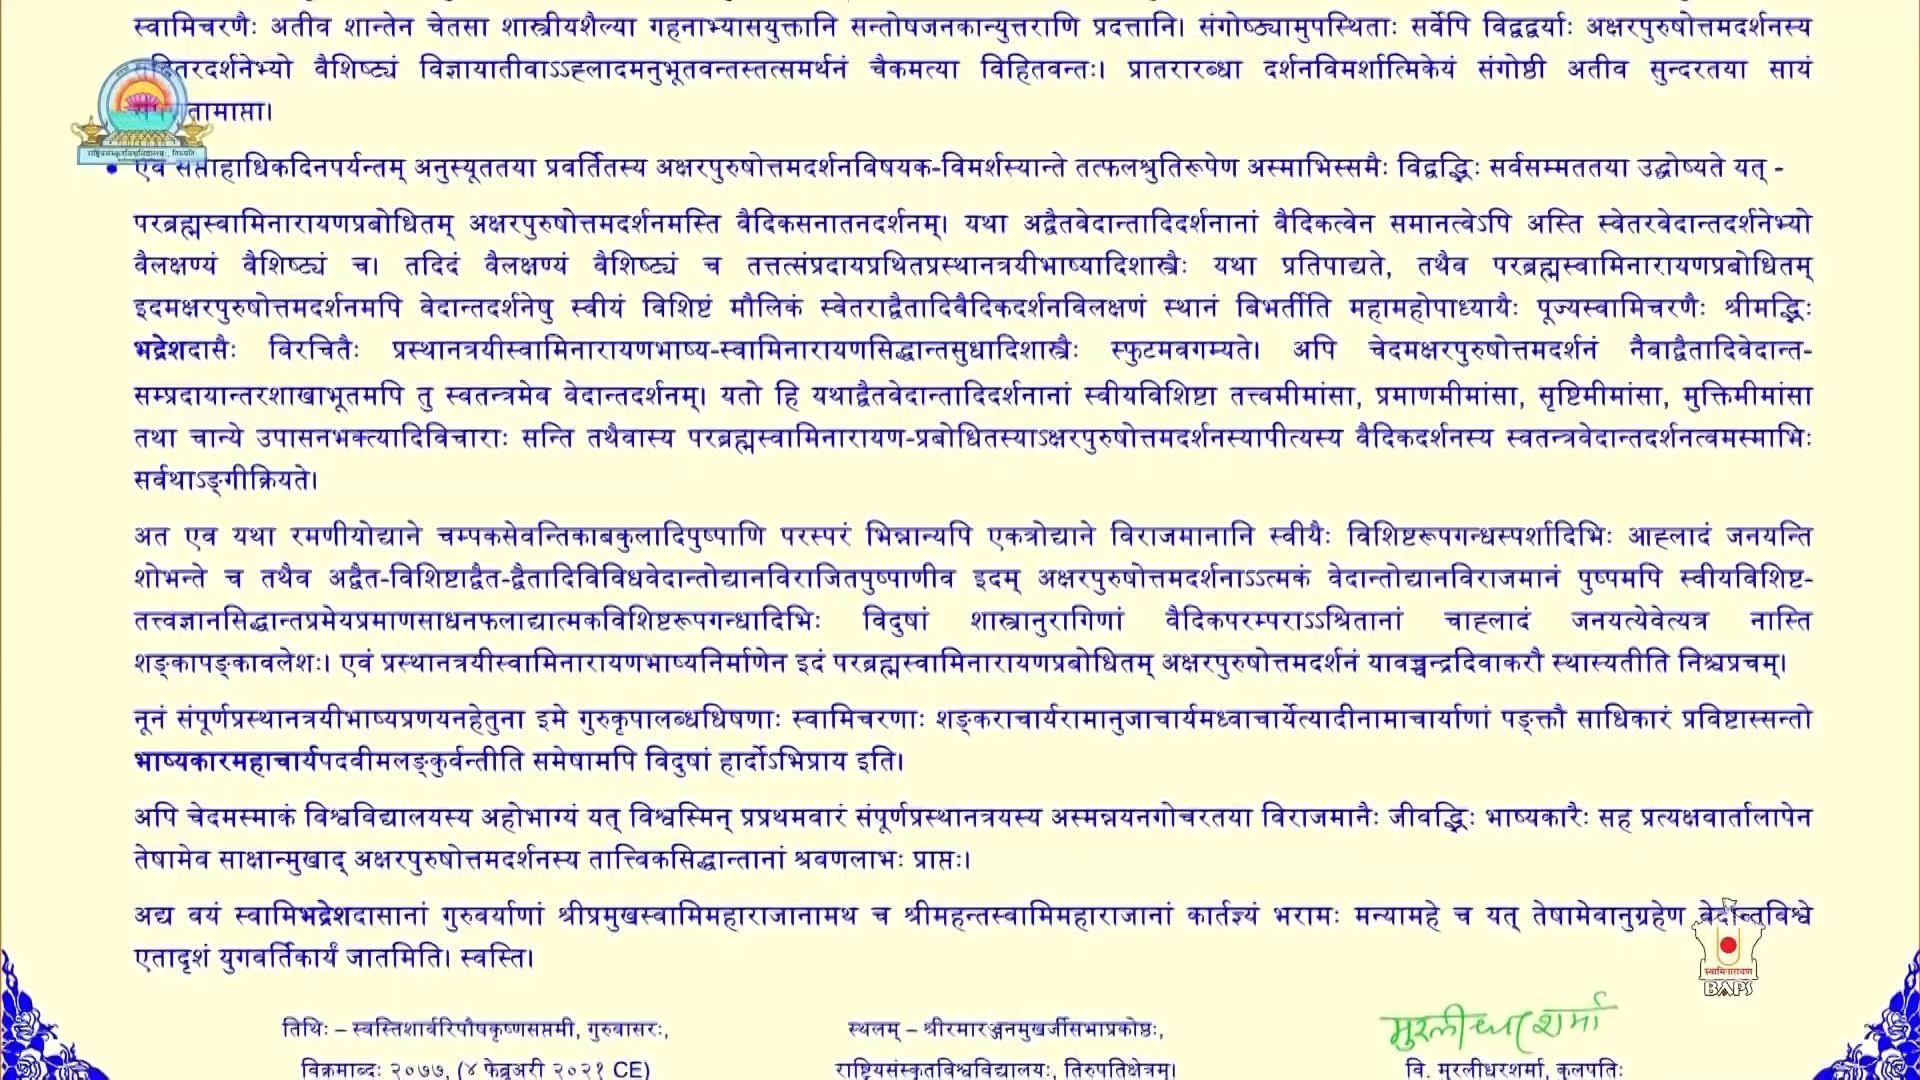 स्वामिचरणैः अतीव शान्तेन चेतसा शास्त्रीयशैल्या गहनाभ्यासयुक्तानि सन्तोषजनकान्युत्तराणि प्रदत्तानि। संगोष्ठ्यामुपस्थिताः सर्वेपि विद्वद्वर्याः अक्षरपुरुषोत्तमदर्शनस्य
वैशिष्ट्यं विज्ञायातीवाऽऽह्लादमनुभूतवन्तस्तत्समर्थनं चैकमत्या विहितवन्तः। प्रातरारब्धा दर्शनविमर्शात्मिकेयं संगोष्ठी अतीव सुन्दरतया सायं
• एवं सप्ताहाधिकदिनपर्यन्तम् अनुस्यूततया प्रवर्तितस्य अक्षरपुरुषोत्तमदर्शनविषयक-विमर्शस्यान्ते तत्फलश्रुतिरूपेण अस्माभिस्समैः विद्वद्भिः सर्वसम्मततया उद्घोष्यते यत् -
परब्रह्मस्वामिनारायणप्रबोधितम् अक्षरपुरुषोत्तमदर्शनमस्ति वैदिकसनातनदर्शनम्। यथा अद्वैतवेदान्तादिदर्शनानां वैदिकत्वेन समानत्वेऽपि अस्ति स्वेतरवेदान्तदर्शनेभ्यो
वैलक्षण्यं वैशिष्ट्यं च। तदिदं वैलक्षण्यं वैशिष्ट्यं च तत्तत्संप्रदायप्रथितप्रस्थानत्रयीभाष्यादिशास्त्रैः यथा प्रतिपाद्यते, तथैव परब्रह्मस्वामिनारायणप्रबोधितम्
इदमक्षरपुरुषोत्तमदर्शनमपि वेदान्तदर्शनेषु स्वीयं विशिष्टं मौलिकं स्वेतराद्वैतादिवैदिकदर्शनविलक्षणं स्थानं बिभर्तीति महामहोपाध्यायैः पूज्यस्वामिचरणैः श्रीमद्भिः
भद्रेशदासैः विरचितैः प्रस्थानत्रयीस्वामिनारायणभाष्य-स्वामिनारायणसिद्धान्तसुधादिशास्त्रैः स्फुटमवगम्यते। अपि चेदमक्षरपुरुषोत्तमदर्शनं नैवाद्वैतादिवेदान्त-
सम्प्रदायान्तरशाखाभूतमपि तु स्वतन्त्रमेव वेदान्तदर्शनम्। यतो हि यथाद्वैतवेदान्तादिदर्शनानां स्वीयविशिष्टा तत्त्वमीमांसा, प्रमाणमीमांसा, सृष्टिमीमांसा, मुक्तिमीमांसा
तथा चान्ये उपासनभक्त्यादिविचाराः सन्ति तथैवास्य परब्रह्मस्वामिनारायण-प्रबोधितस्याऽक्षरपुरुषोत्तमदर्शनस्यापीत्यस्य वैदिकदर्शनस्य स्वतन्त्रवेदान्तदर्शनत्वमस्माभिः
सर्वथाऽङ्गीक्रियते।
अत एव यथा रमणीयोद्याने चम्पकसेवन्तिकाबकुलादिपुष्पाणि परस्परं भिन्नान्यपि एकत्रोद्याने विराजमानानि स्वीयैः विशिष्टरूपगन्धस्पर्शादिभिः आह्लादं जनयन्ति
शोभन्ते च तथैव अद्वैत-विशिष्टाद्वैत-द्वैतादिविविधवेदान्तोद्यानविराजितपुष्पाणीव इदम् अक्षरपुरुषोत्तमदर्शनाऽऽत्मकं वेदान्तोद्यानविराजमानं पुष्पमपि स्वीयविशिष्ट-
तत्त्वज्ञानसिद्धान्तप्रमेयप्रमाणसाधनफलाद्यात्मकविशिष्टरूपगन्धादिभिः विदुषां शास्त्रानुरागिणां वैदिकपरम्पराऽऽश्रितानां चाह्लादं जनयत्येवेत्यत्र नास्ति
शङ्कापङ्कावलेशः। एवं प्रस्थानत्रयीस्वामिनारायणभाष्यनिर्माणेन इदं परब्रह्मस्वामिनारायणप्रबोधितम् अक्षरपुरुषोत्तमदर्शनं यावच्चन्द्रदिवाकरौ स्थास्यतीति निश्चप्रचम्।
नूनं संपूर्णप्रस्थानत्रयीभाष्यप्रणयनहेतुना इमे गुरुकृपालब्धधिषणाः स्वामिचरणाः शङ्कराचार्यरामानुजाचार्यमध्वाचार्येत्यादीनामाचार्याणां पङ्क्तौ साधिकारं प्रविष्टास्सन्तो
भाष्यकारमहाचार्यपदवीमलङ्कुर्वन्तीति समेषामपि विदुषां हार्दोऽभिप्राय इति।
अपि चेदमस्माकं विश्वविद्यालयस्य अहोभाग्यं यत् विश्वस्मिन् प्रप्रथमवारं संपूर्णप्रस्थानत्रयस्य अस्मन्नयनगोचरतया विराजमानैः जीवद्भिः भाष्यकारैः सह प्रत्यक्षवार्तालापेन
तेषामेव साक्षान्मुखाद् अक्षरपुरुषोत्तमदर्शनस्य तात्त्विकसिद्धान्तानां श्रवणलाभः प्राप्तः।
अद्य वयं स्वामिभद्रेशदासानां गुरुवर्याणां श्रीप्रमुखस्वामिमहाराजानामथ च श्रीमहन्तस्वामिमहाराजानां कार्तज्ञ्यं भरामः मन्यामहे च यत् तेषामेवानुग्रहेण वेदान्तविश्वे
एतादृशं युगवर्तिकार्यं जातमिति। स्वस्ति।
स्वामिनारायण
BAPS
तिथिः – स्वस्तिशार्वरिपौषकृष्णसप्तमी, गुरुवासरः, स्थलम् – श्रीरमारञ्जनमुखर्जीसभाप्रकोष्ठः, मुरलीधरशर्मा
विक्रमाब्दः २०७७, (४ फेब्रुअरी २०२१ CE) राष्ट्रियसंस्कृतविश्वविद्यालयः, तिरुपतिक्षेत्रम्। वि. मुरलीधरशर्मा, कुलपतिः